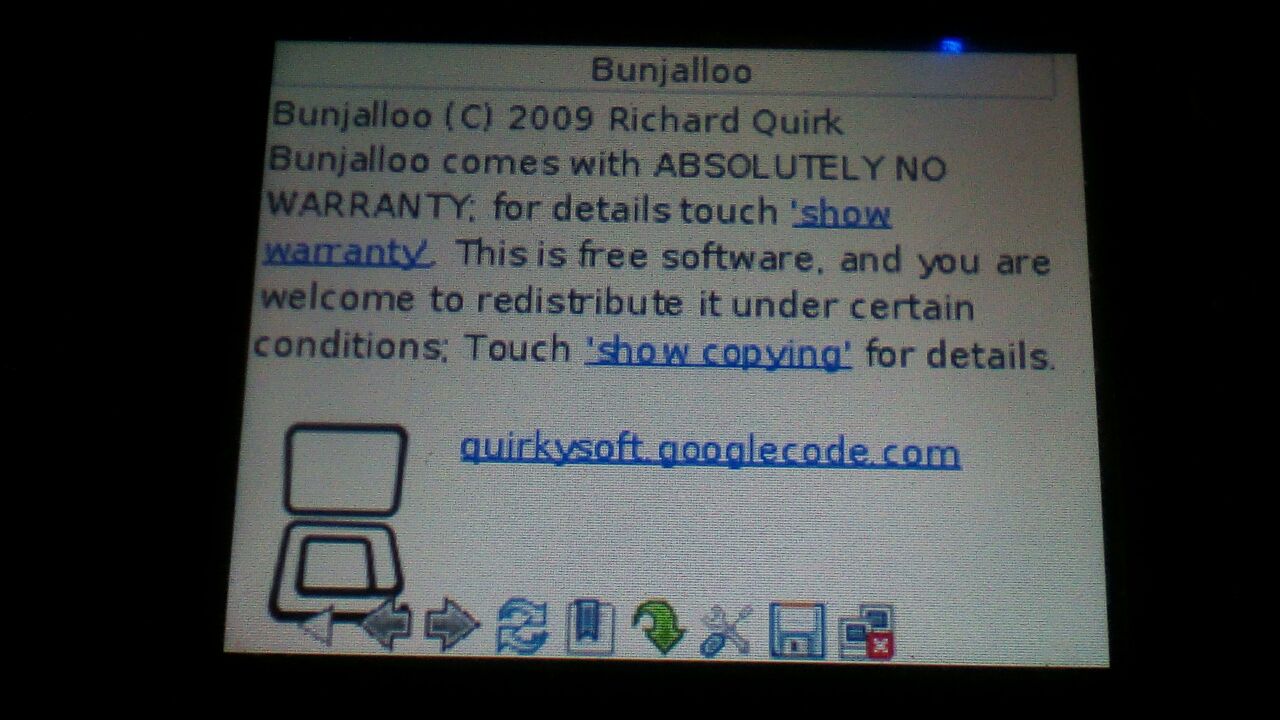 Bunjalloo
Bunjalloo (C) 2009 Richard Quirk
Bunjalloo comes with ABSOLUTELY NO
WARRANTY; for details touch 'show
warranty'. This is free software, and you are
welcome to redistribute it under certain
conditions; Touch 'show copying' for details.
quirkysoft.googlecode.com